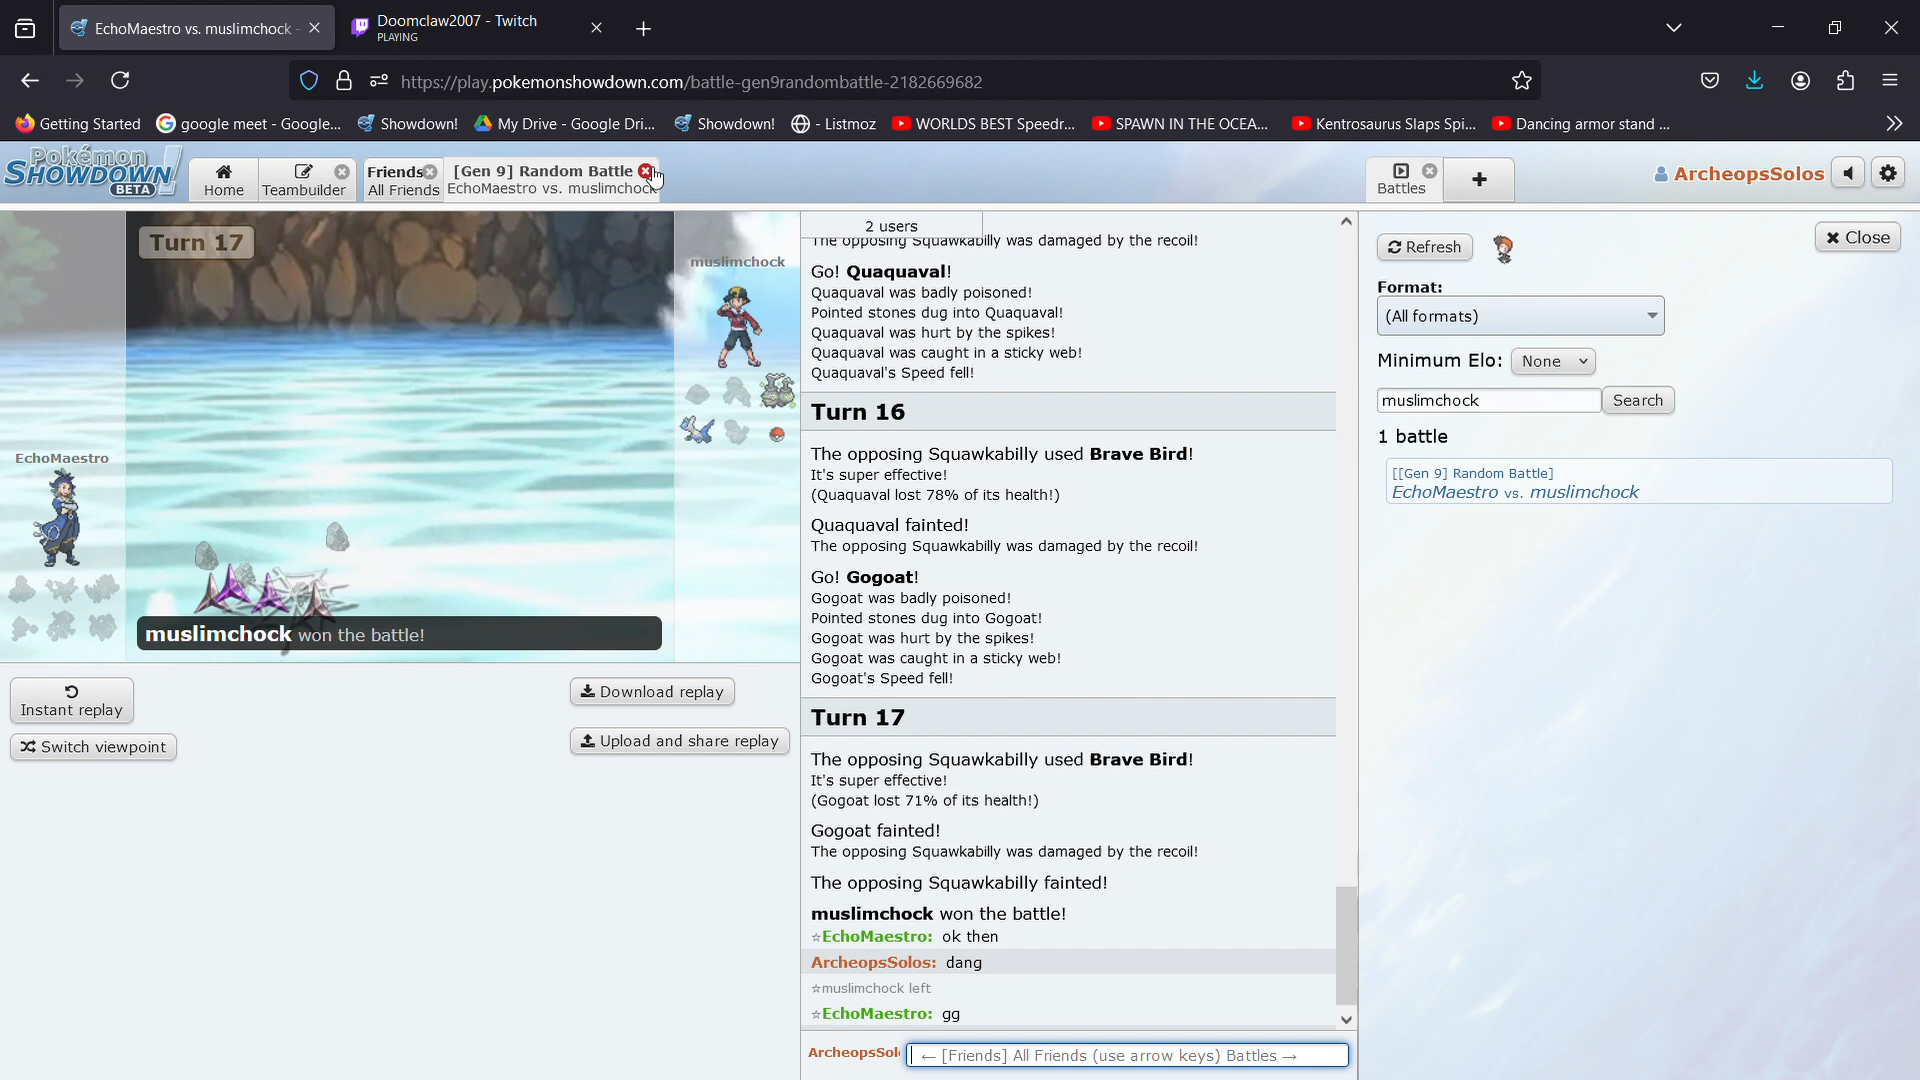 EchoMaestro vs. muslimchock -
Doomclaw2007 - Twitch
PLAYING
https://play.pokemonshowdown.com/battle-gen9randombattle-2182669682
Getting Started
google meet - Google...
Showdown!
My Drive - Google Dri...
Showdown!
- Listmoz
WORLDS BEST Speedr...
SPAWN IN THE OCEA...
Kentrosaurus Slaps Spi...
Dancing armor stand ...
Pokémon
SHOWDOWN!
BETA
Home
Teambuilder
Friends
All Friends
[Gen 9] Random Battle
EchoMaestro vs. muslimchock
Battles
ArcheopsSolos
Turn 17
muslimchock
EchoMaestro
muslimchock won the battle!
Instant replay
Switch viewpoint
Download replay
Upload and share replay
2 users
The opposing Squawkabilly was damaged by the recoil!
Go! Quaquaval!
Quaquaval was badly poisoned!
Pointed stones dug into Quaquaval!
Quaquaval was hurt by the spikes!
Quaquaval was caught in a sticky web!
Quaquaval's Speed fell!
Turn 16
The opposing Squawkabilly used Brave Bird!
It's super effective!
(Quaquaval lost 78% of its health!)
Quaquaval fainted!
The opposing Squawkabilly was damaged by the recoil!
Go! Gogoat!
Gogoat was badly poisoned!
Pointed stones dug into Gogoat!
Gogoat was hurt by the spikes!
Gogoat was caught in a sticky web!
Gogoat's Speed fell!
Turn 17
The opposing Squawkabilly used Brave Bird!
It's super effective!
(Gogoat lost 71% of its health!)
Gogoat fainted!
The opposing Squawkabilly was damaged by the recoil!
The opposing Squawkabilly fainted!
muslimchock won the battle!
☆EchoMaestro: ok then
ArcheopsSolos: dang
☆muslimchock left
☆EchoMaestro: gg
ArcheopsSol
← [Friends] All Friends (use arrow keys) Battles →
Refresh
Close
Format:
(All formats)
Minimum Elo: None
muslimchock
Search
1 battle
[[Gen 9] Random Battle]
EchoMaestro vs. muslimchock